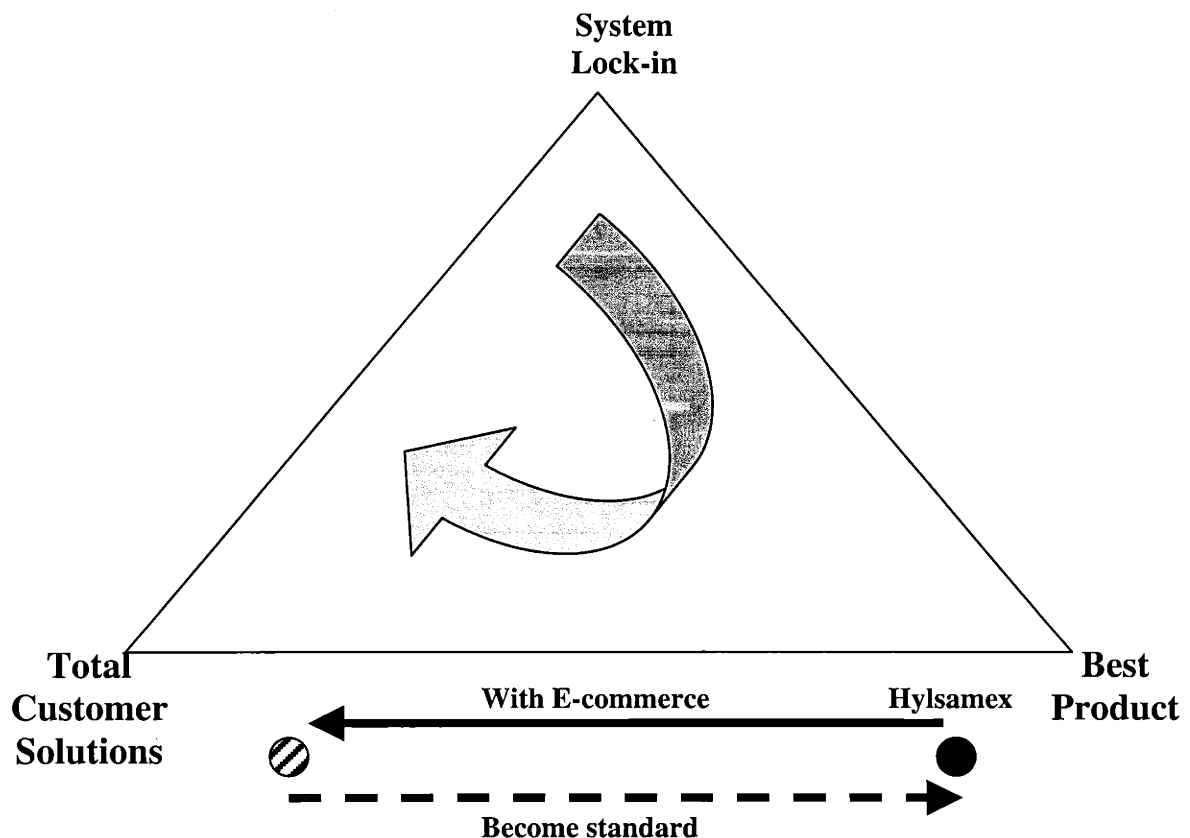 System
Lock-in
Total
Customer
Solutions
Best
Product
With E-commerce
Hylsamex
Become standard